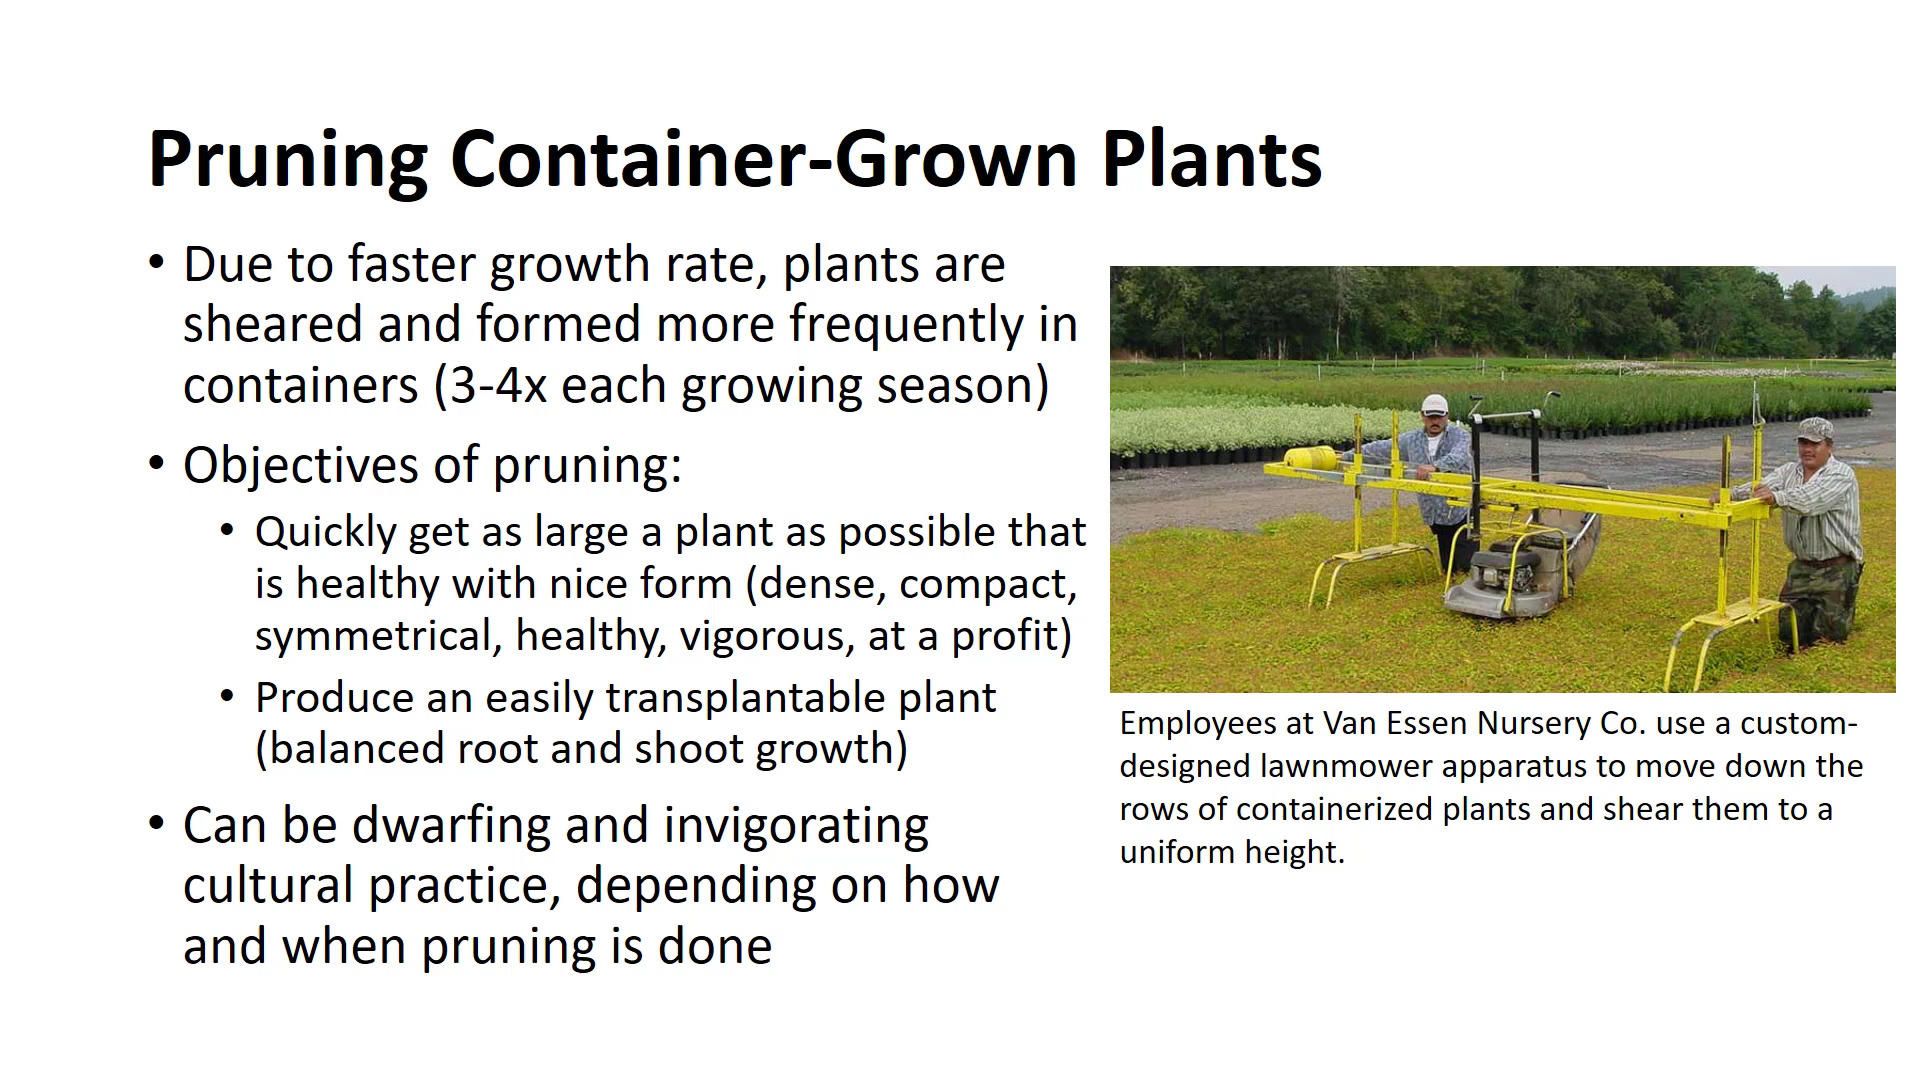 Pruning Container-Grown Plants
• Due to faster growth rate, plants are
sheared and formed more frequently in
containers (3-4x each growing season)
• Objectives of pruning:
• Quickly get as large a plant as possible that
is healthy with nice form (dense, compact,
symmetrical, healthy, vigorous, at a profit)
• Produce an easily transplantable plant
(balanced root and shoot growth)
• Can be dwarfing and invigorating
cultural practice, depending on how
and when pruning is done
Employees at Van Essen Nursery Co. use a custom-
designed lawnmower apparatus to move down the
rows of containerized plants and shear them to a
uniform height.